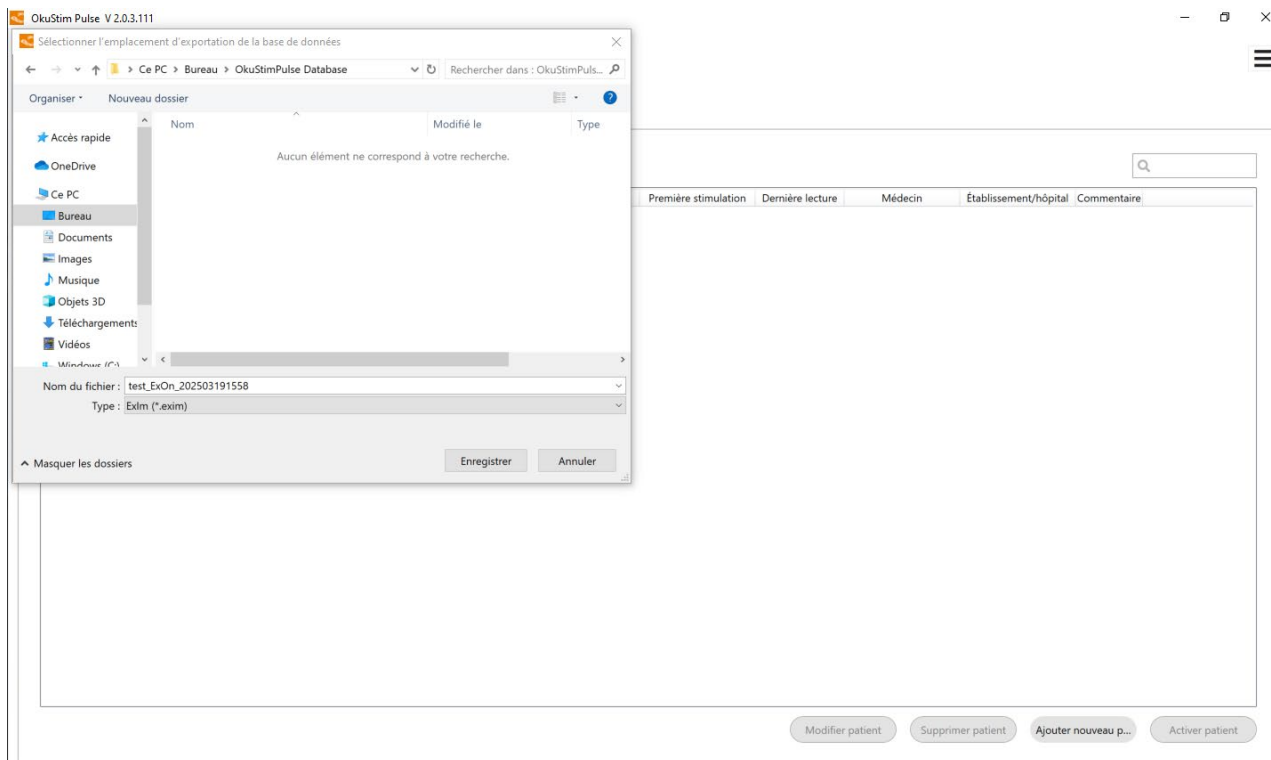 OkuStim Pulse V 2.0.3.111
Sélectionner l'emplacement d'exportation de la base de données
> Ce PC > Bureau > OkuStimPulse Database
Rechercher dans : OkuStimPuls...
Organiser
Nouveau dossier
Nom
Modifié le
Type
Aucun élément ne correspond à votre recherche.
Accès rapide
OneDrive
Ce PC
Bureau
Documents
Images
Musique
Objets 3D
Téléchargements
Vidéos
Windows (C:)
Nom du fichier : test_ExOn_202503191558
Type : ExIm (*.exim)
Masquer les dossiers
Enregistrer
Annuler
Première stimulation
Dernière lecture
Médecin
Établissement/hôpital
Commentaire
Modifier patient
Supprimer patient
Ajouter nouveau p...
Activer patient